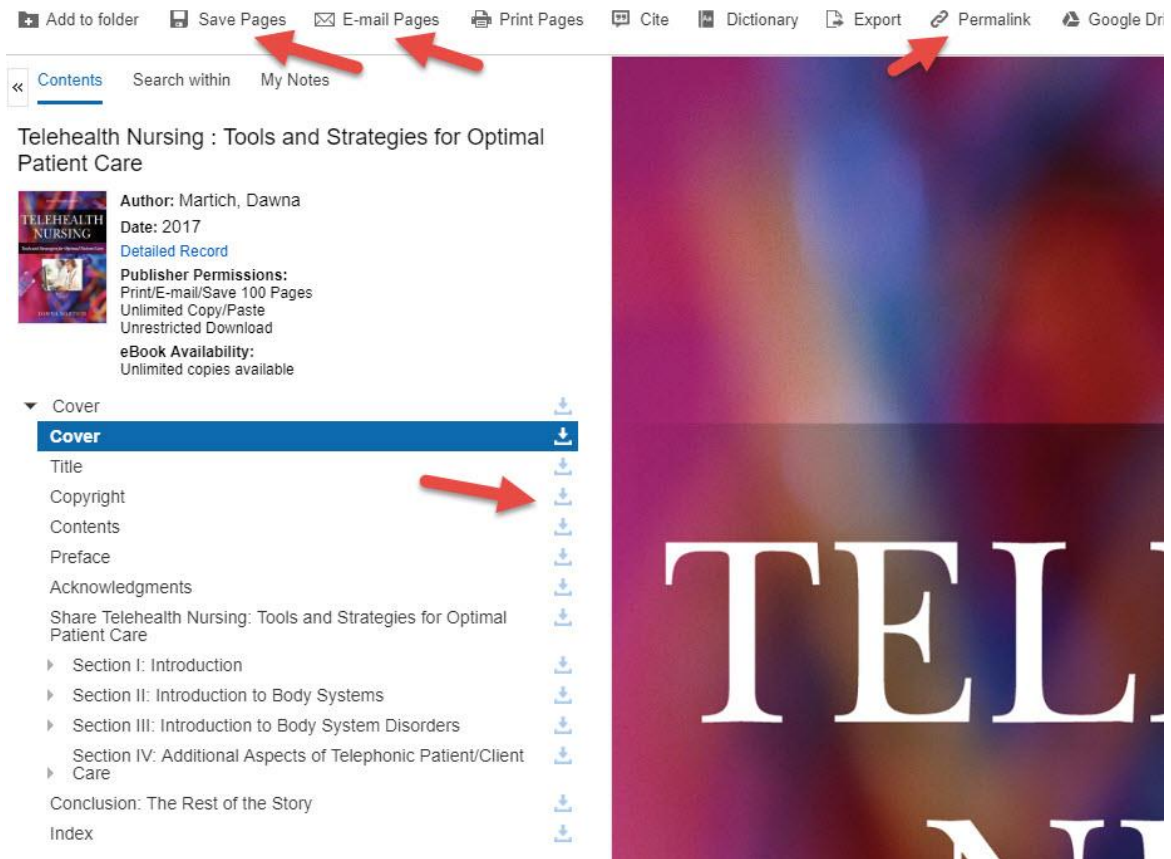 Add to folder Save Pages E-mail Pages Print Pages Cite Dictionary Export Permalink Google Dri
« Contents Search within My Notes
Telehealth Nursing : Tools and Strategies for Optimal
Patient Care
TELEHEALTH
NURSING
Author: Martich, Dawna
Date: 2017
Detailed Record
Publisher Permissions:
Print/E-mail/Save 100 Pages
Unlimited Copy/Paste
Unrestricted Download
eBook Availability:
Unlimited copies available
Cover
Cover
Title
Copyright
Contents
Preface
Acknowledgments
Share Telehealth Nursing: Tools and Strategies for Optimal
Patient Care
Section I: Introduction
Section II: Introduction to Body Systems
Section III: Introduction to Body System Disorders
Section IV: Additional Aspects of Telephonic Patient/Client
Care
Conclusion: The Rest of the Story
Index
TEL